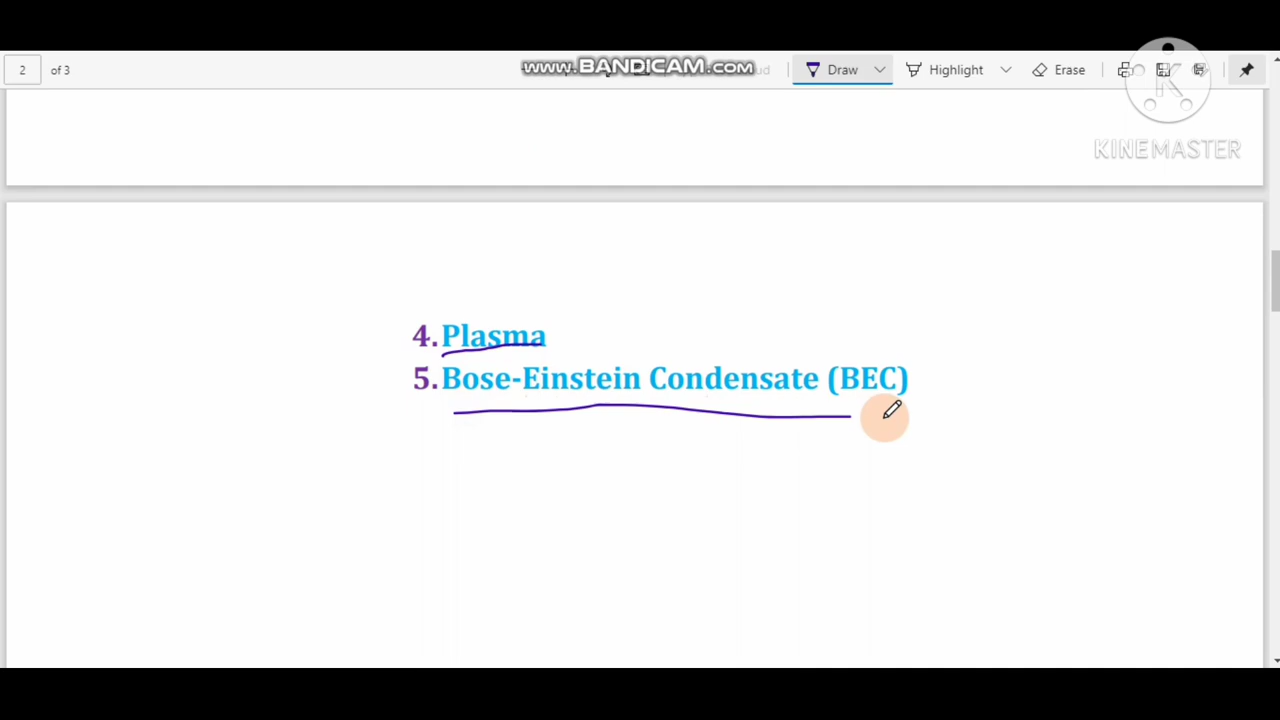 www.BANDICAM.com
2 of 3 Draw Highlight Erase
KINEMASTER
4. Plasma
5. Bose-Einstein Condensate (BEC)